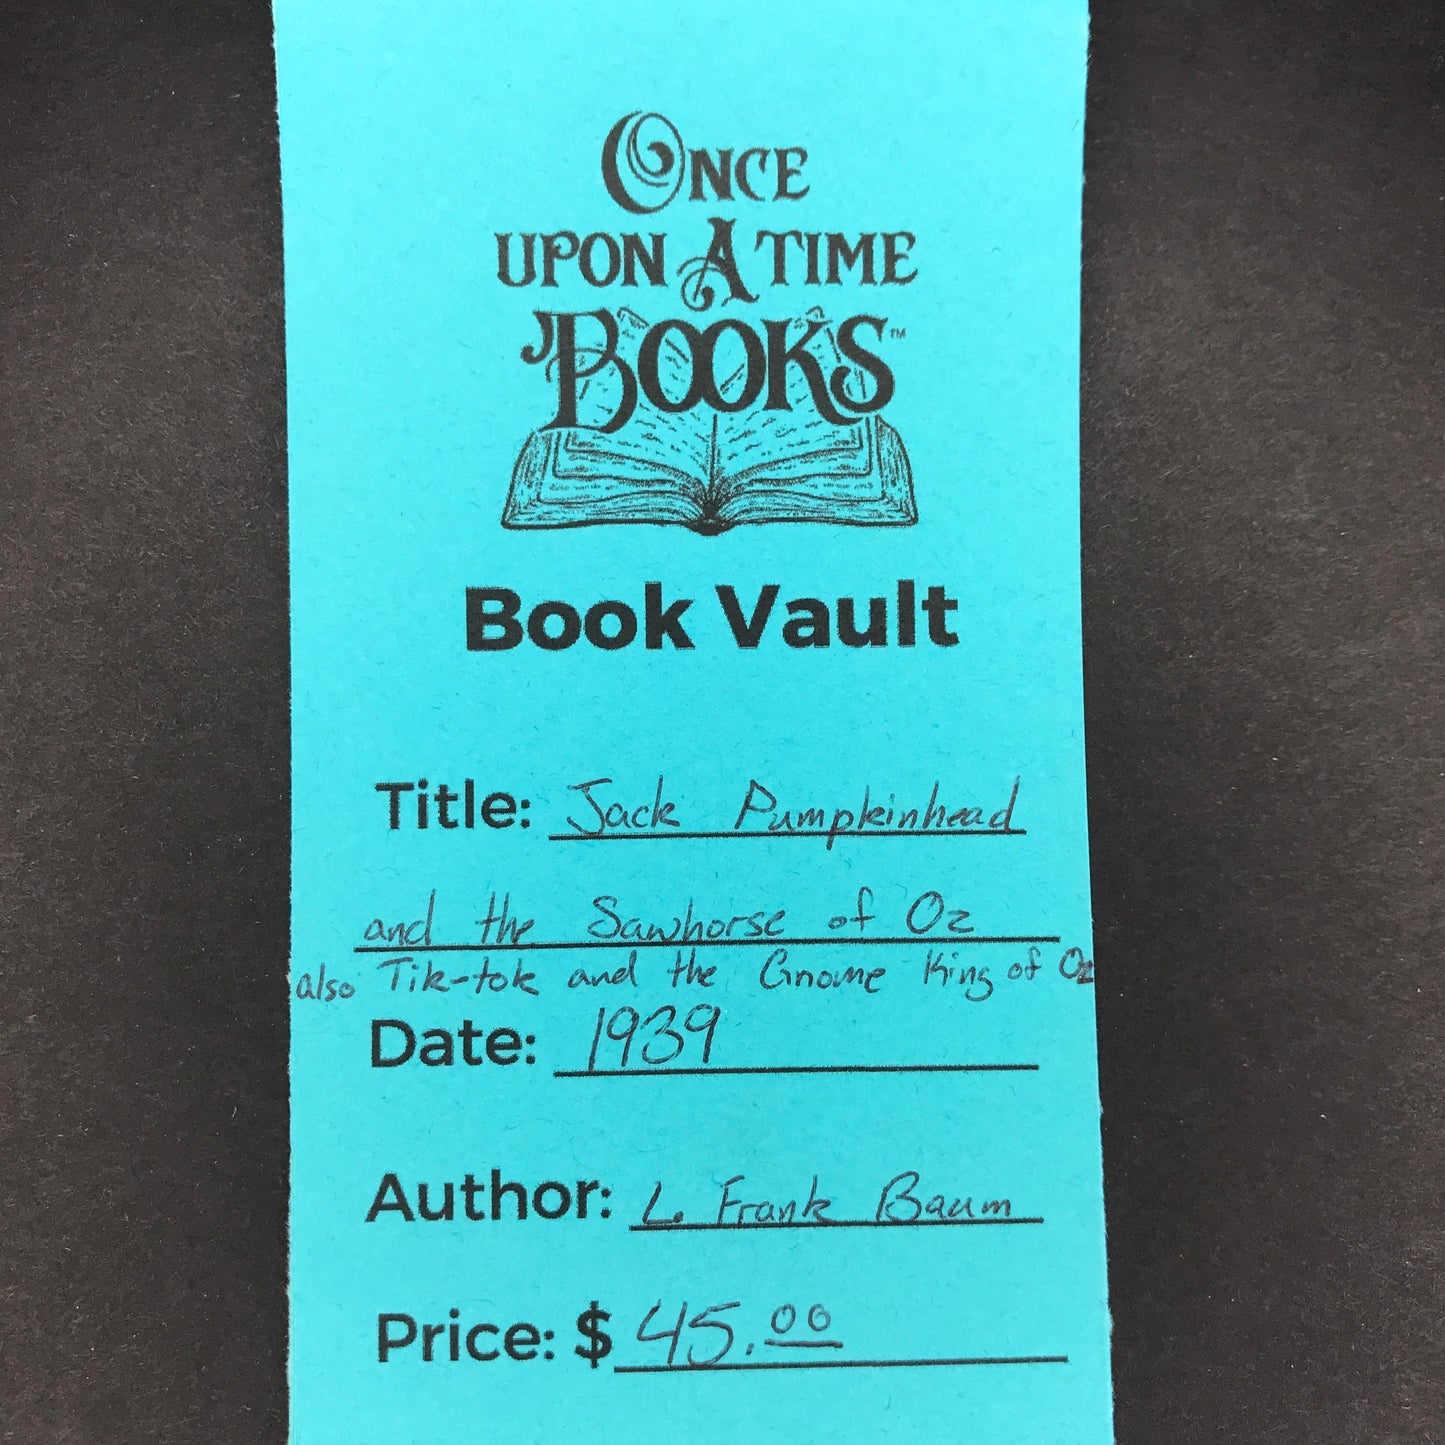 ONCE
UPON A TIME
BOOKS™
Book Vault
Title: Jack Pumpkinhead
and the Sawhorse of Oz
also Tik-tok and the Gnome King of Oz
Date: 1939
Author: L. Frank Baum
Price: $45.00